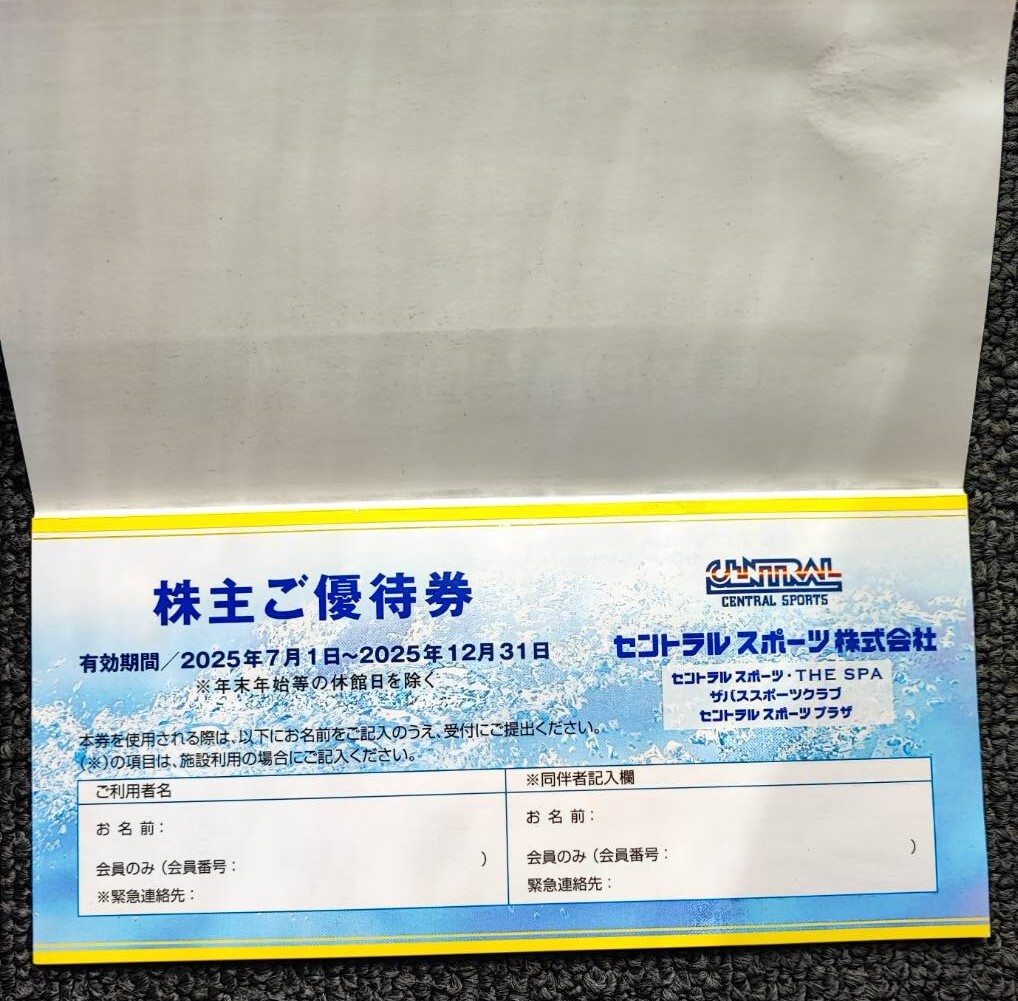 株主ご優待券
有効期間／2025年7月1日~2025年12月31日
※年末年始等の休館日を除く
CENTRAL
CENTRAL SPORTS
セントラルスポーツ株式会社
セントラルスポーツ・THE SPA
ザバススポーツクラブ
セントラルスポーツプラザ
本券を使用される際は、以下にお名前をご記入のうえ、受付にご提出ください。
(※)の項目は、施設利用の場合にご記入ください。
ご利用者名
お名前：
会員のみ（会員番号： ）
※緊急連絡先：
※同伴者記入欄
お名前：
会員のみ（会員番号： ）
緊急連絡先：